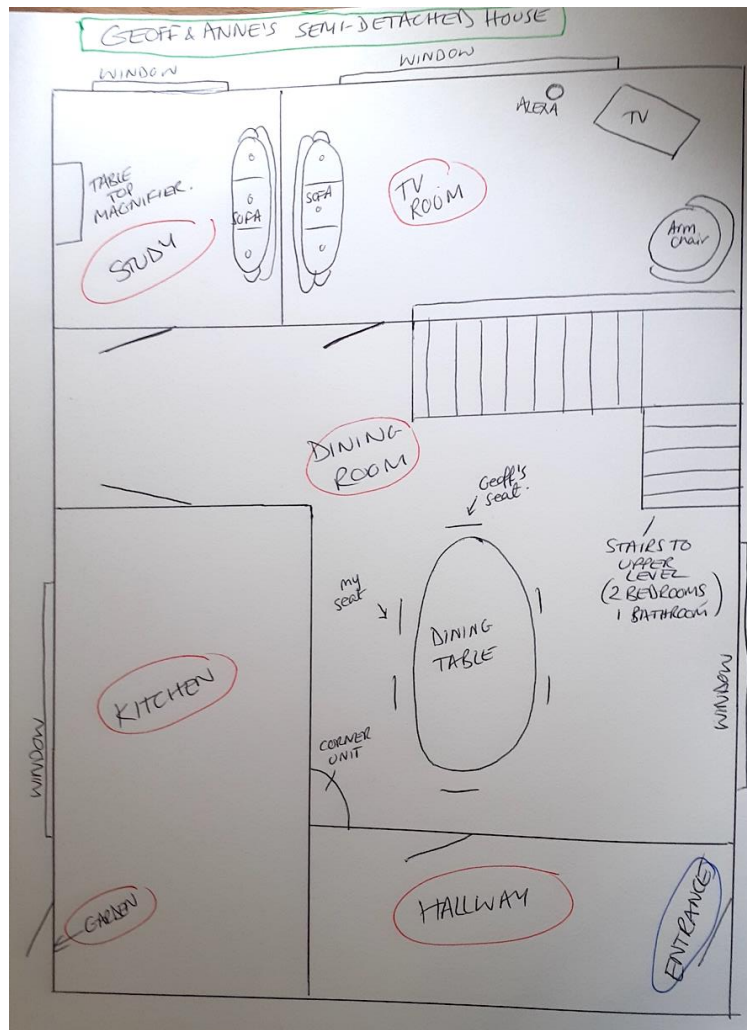 GEOFF & ANNE'S SEMI-DETACHED HOUSE
WINDOW
WINDOW
ALEXA
TV
TABLE
TOP
MAGNIFIER.
SOFA
SOFA
TV
ROOM
Arm
chair
STUDY
DINING
ROOM
Geoff's
seat.
STAIRS TO
UPPER
LEVEL
(2 BEDROOMS
1 BATHROOM)
my
seat
DINING
TABLE
KITCHEN
WINDOW
WINDOW
CORNER
UNIT
GARDEN
HALLWAY
ENTRANCE